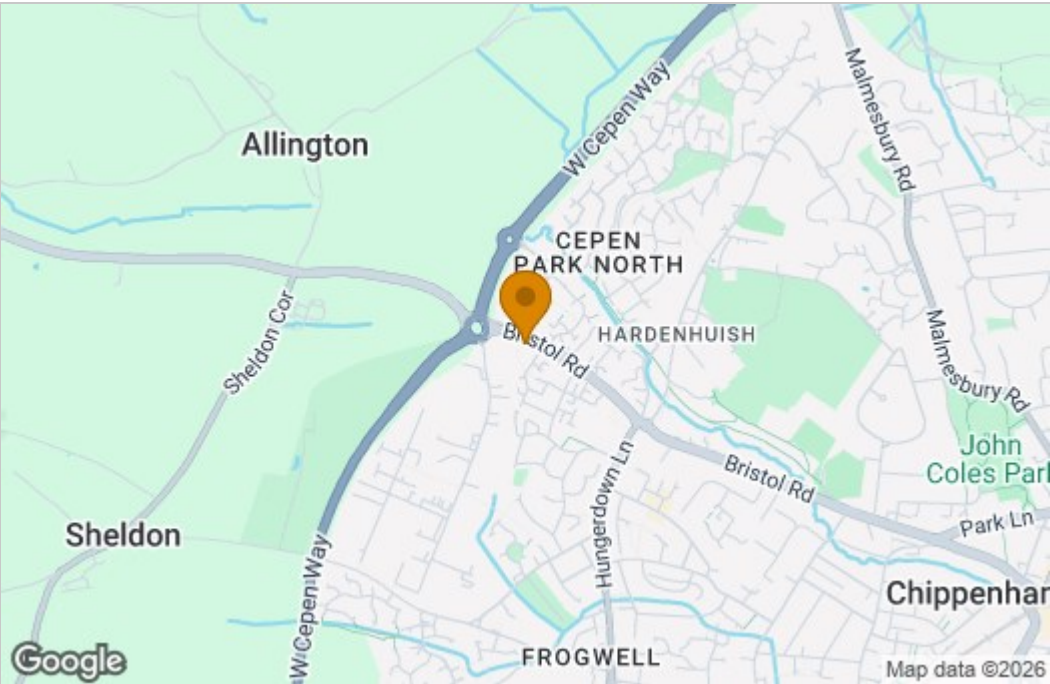 W Cepen Way
Malmesbury Rd
Allington
CEPEN
PARK NORTH
Bristol Rd
HARDENHUISH
Sheldon Cor
Malmesbury Rd
John
Coles Park
Bristol Rd
Hungerdown Ln
Park Ln
Sheldon
W Cepen Way
Chippenhar
FROGWELL
Google
Map data ©2026